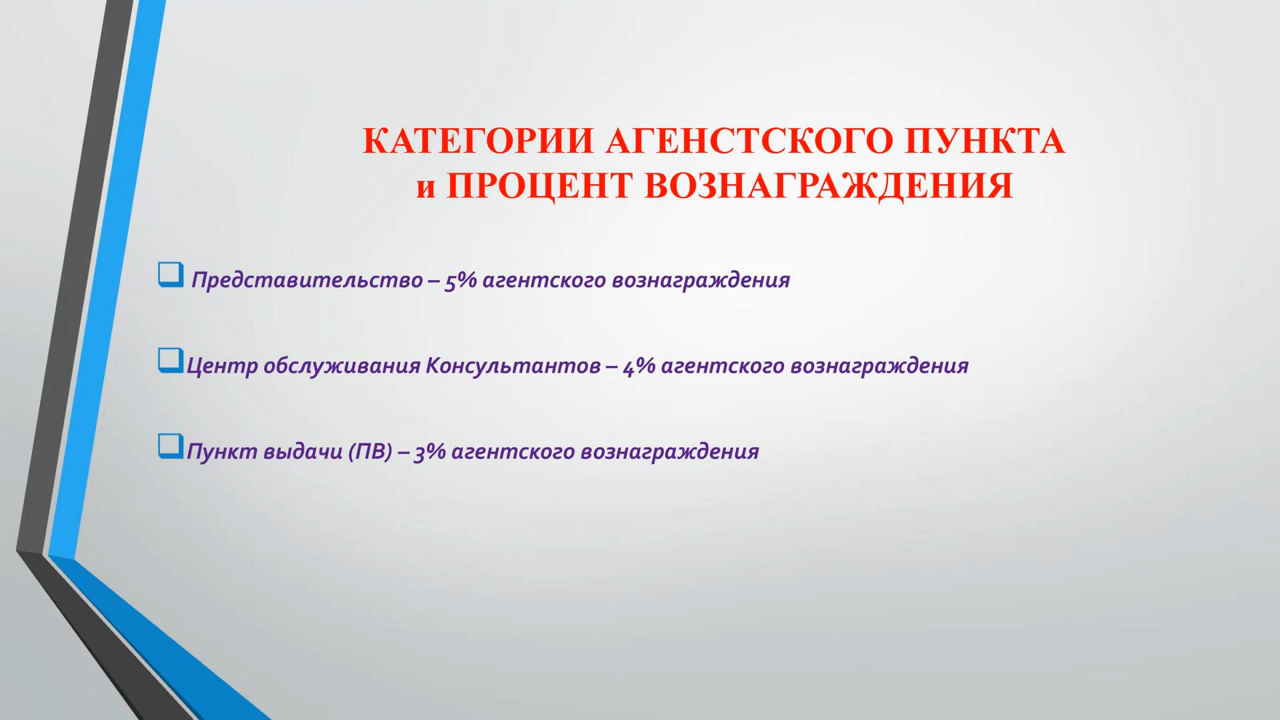 КАТЕГОРИИ АГЕНСТСКОГО ПУНКТА
и ПРОЦЕНТ ВОЗНАГРАЖДЕНИЯ
Представительство – 5% агентского вознаграждения
Центр обслуживания Консультантов – 4% агентского вознаграждения
Пункт выдачи (ПВ) – 3% агентского вознаграждения